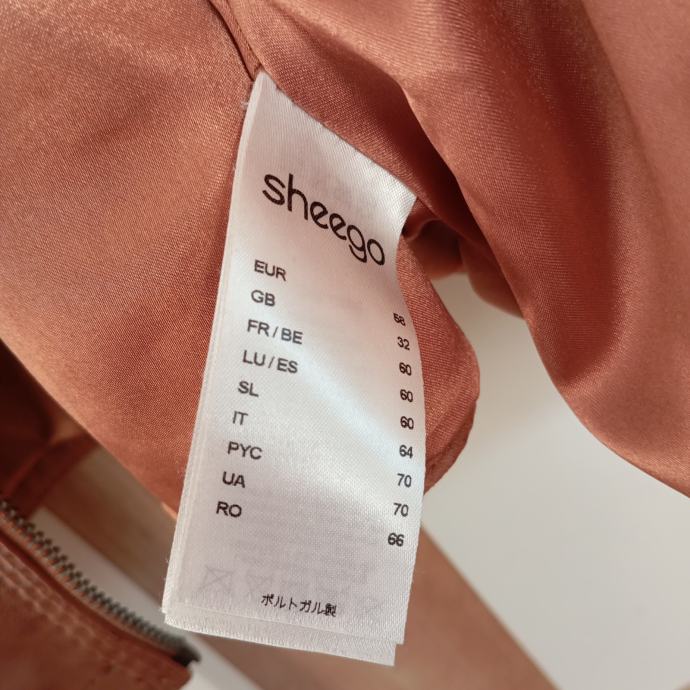 sheego
EUR 58
GB 32
FR/BE 60
LU/ES 60
SL 60
IT 64
PYC 70
UA 70
RO 66
ポルトガル製